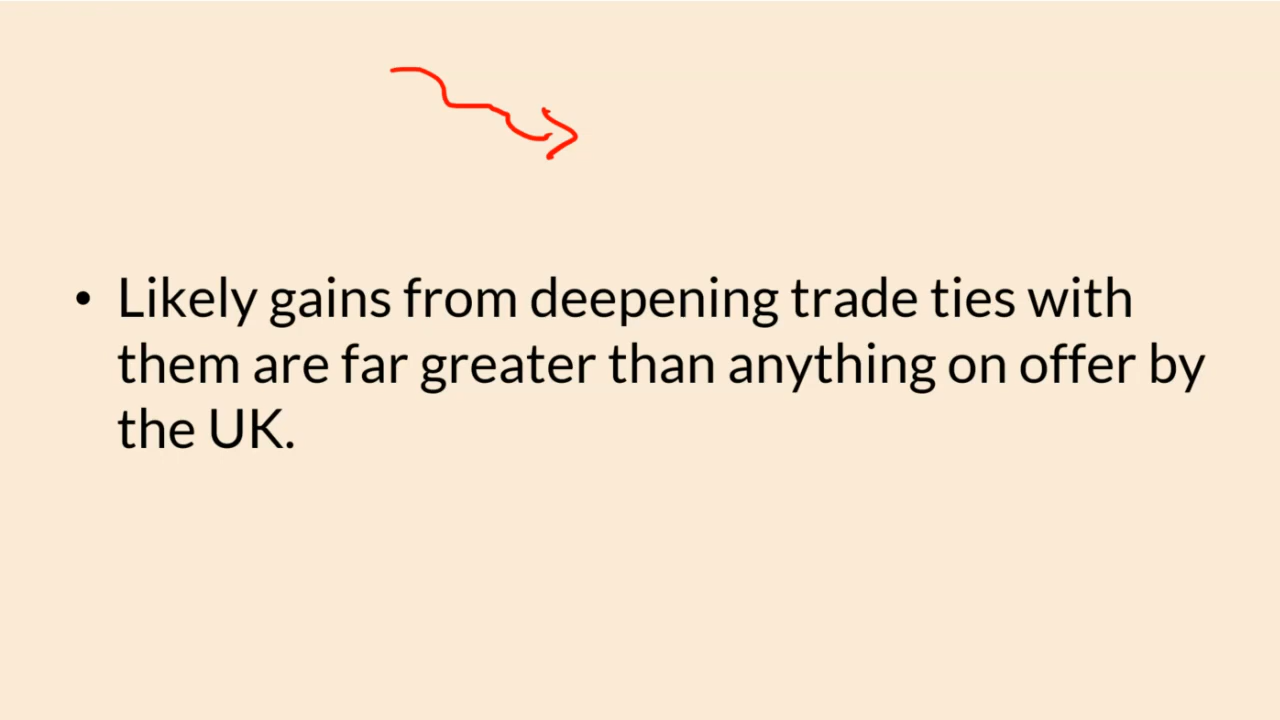 • Likely gains from deepening trade ties with
them are far greater than anything on offer by
the UK.